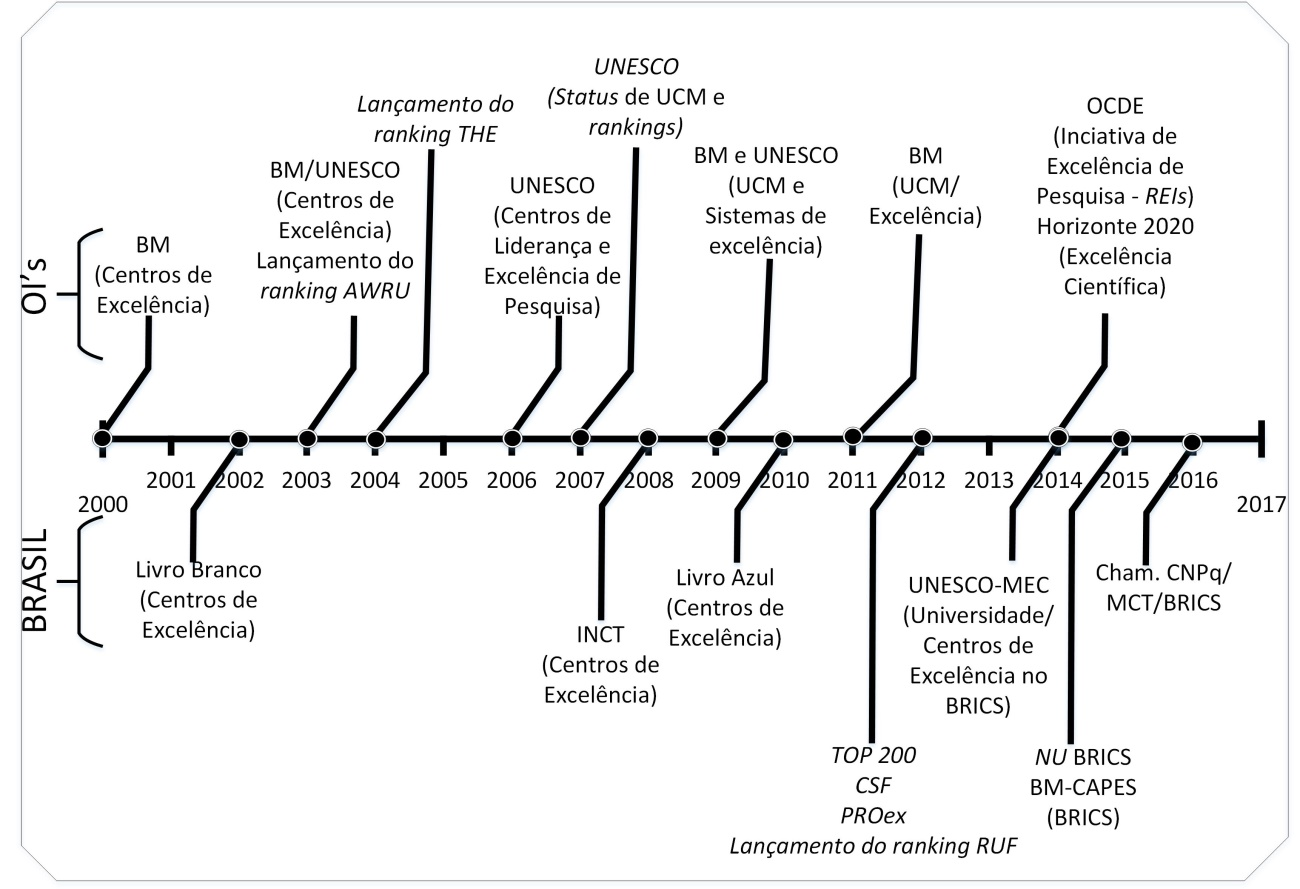 OI's
BM
(Centros de
Excelência)
BM/UNESCO
(Centros de
Excelência)
Lançamento do
ranking AWRU
Lançamento do
ranking THE
UNESCO
(Centros de
Liderança e
Excelência de
Pesquisa)
UNESCO
(Status de UCM e
rankings)
BM e UNESCO
(UCM e
Sistemas de
excelência)
BM
(UCM/
Excelência)
OCDE
(Inciativa de
Excelência de
Pesquisa - REIs)
Horizonte 2020
(Excelência
Científica)
2000 2001 2002 2003 2004 2005 2006 2007 2008 2009 2010 2011 2012 2013 2014 2015 2016 2017
BRASIL
Livro Branco
(Centros de
Excelência)
INCT
(Centros de
Excelência)
Livro Azul
(Centros de
Excelência)
TOP 200
CSF
PROex
Lançamento do ranking RUF
UNESCO-MEC
(Universidade/
Centros de
Excelência no
BRICS)
NU BRICS
BM-CAPES
(BRICS)
Cham. CNPq/
MCT/BRICS